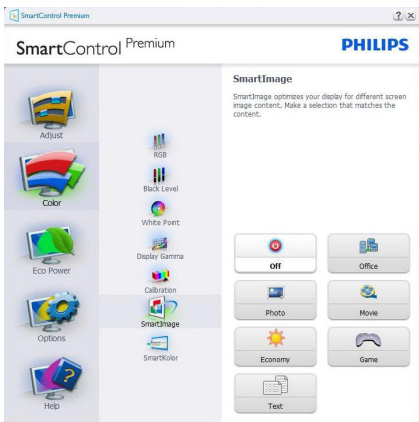 SmartControl Premium
SmartControl Premium
PHILIPS
Adjust
Color
Eco Power
Options
Help
RGB
Black Level
White Point
Display Gamma
Calibration
SmartImage
SmartKolor
SmartImage
SmartImage optimizes your display for different screen
image content. Make a selection that matches the
content.
Off
Office
Photo
Movie
Economy
Game
Text